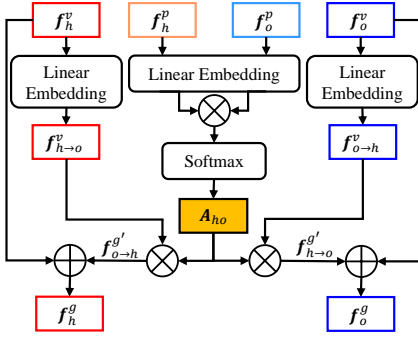 f_h^v f_h^p f_o^p f_o^v
Linear Embedding
Linear Embedding
Linear Embedding
f_{h→o}^v
f_{o→h}^v
Softmax
A_{ho}
f_{o→h}^{g'}
f_{h→o}^{g'}
f_h^g
f_o^g